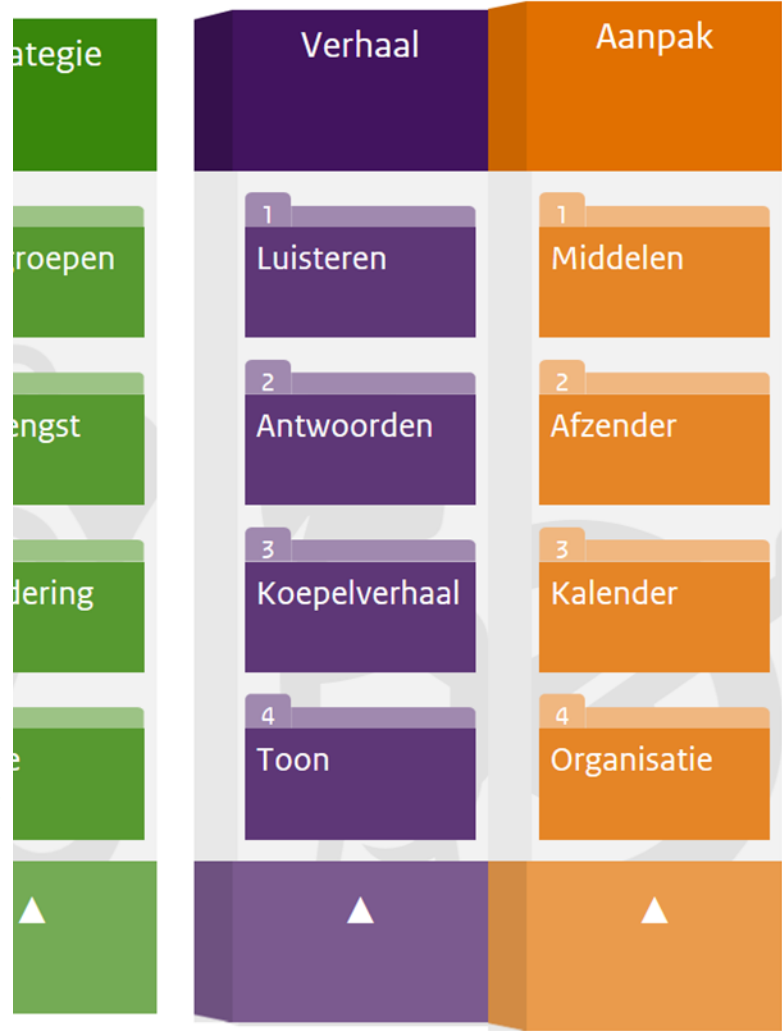 ategie
roepen
engst
dering
e
Verhaal
1
Luisteren
2
Antwoorden
3
Koepelverhaal
4
Toon
Aanpak
1
Middelen
2
Afzender
3
Kalender
4
Organisatie